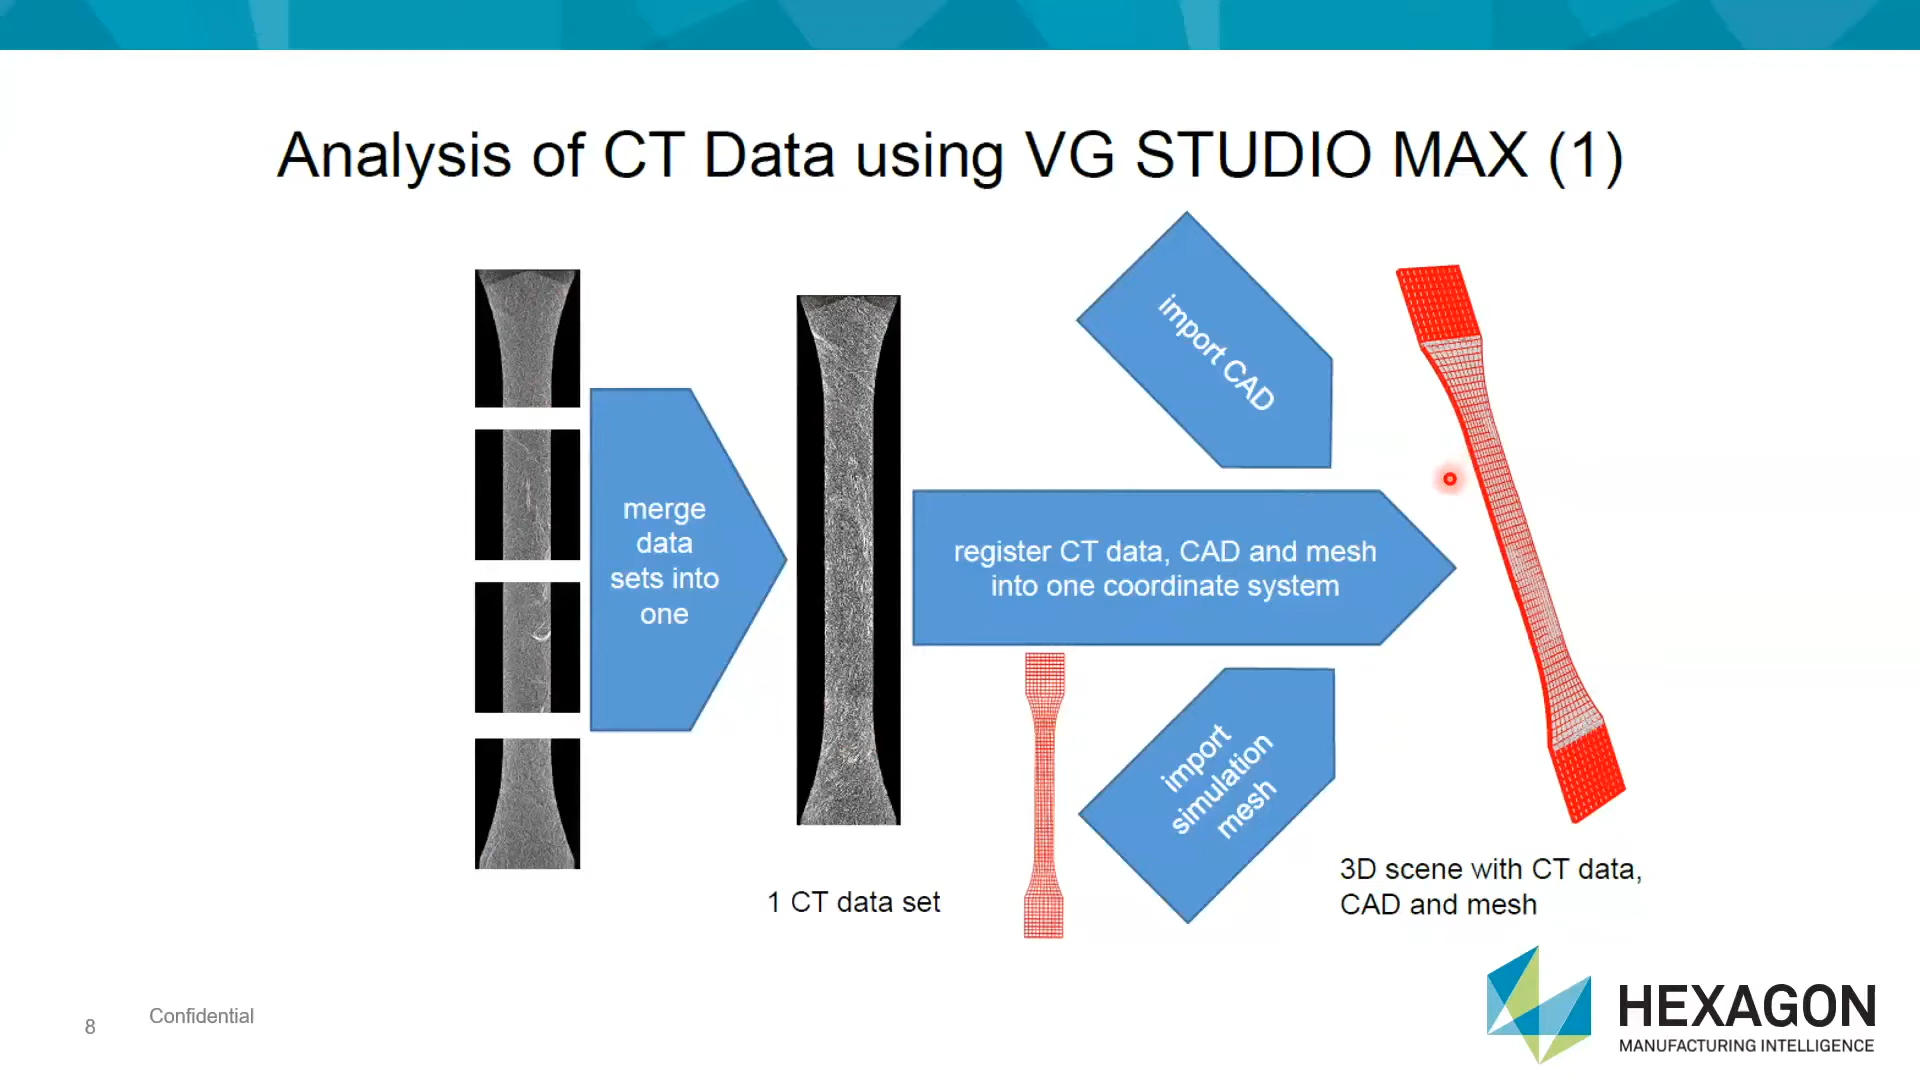 Analysis of CT Data using VG STUDIO MAX (1)
merge
data
sets into
one
1 CT data set
import CAD
register CT data, CAD and mesh
into one coordinate system
import
simulation
mesh
3D scene with CT data,
CAD and mesh
8
Confidential
HEXAGON
MANUFACTURING INTELLIGENCE